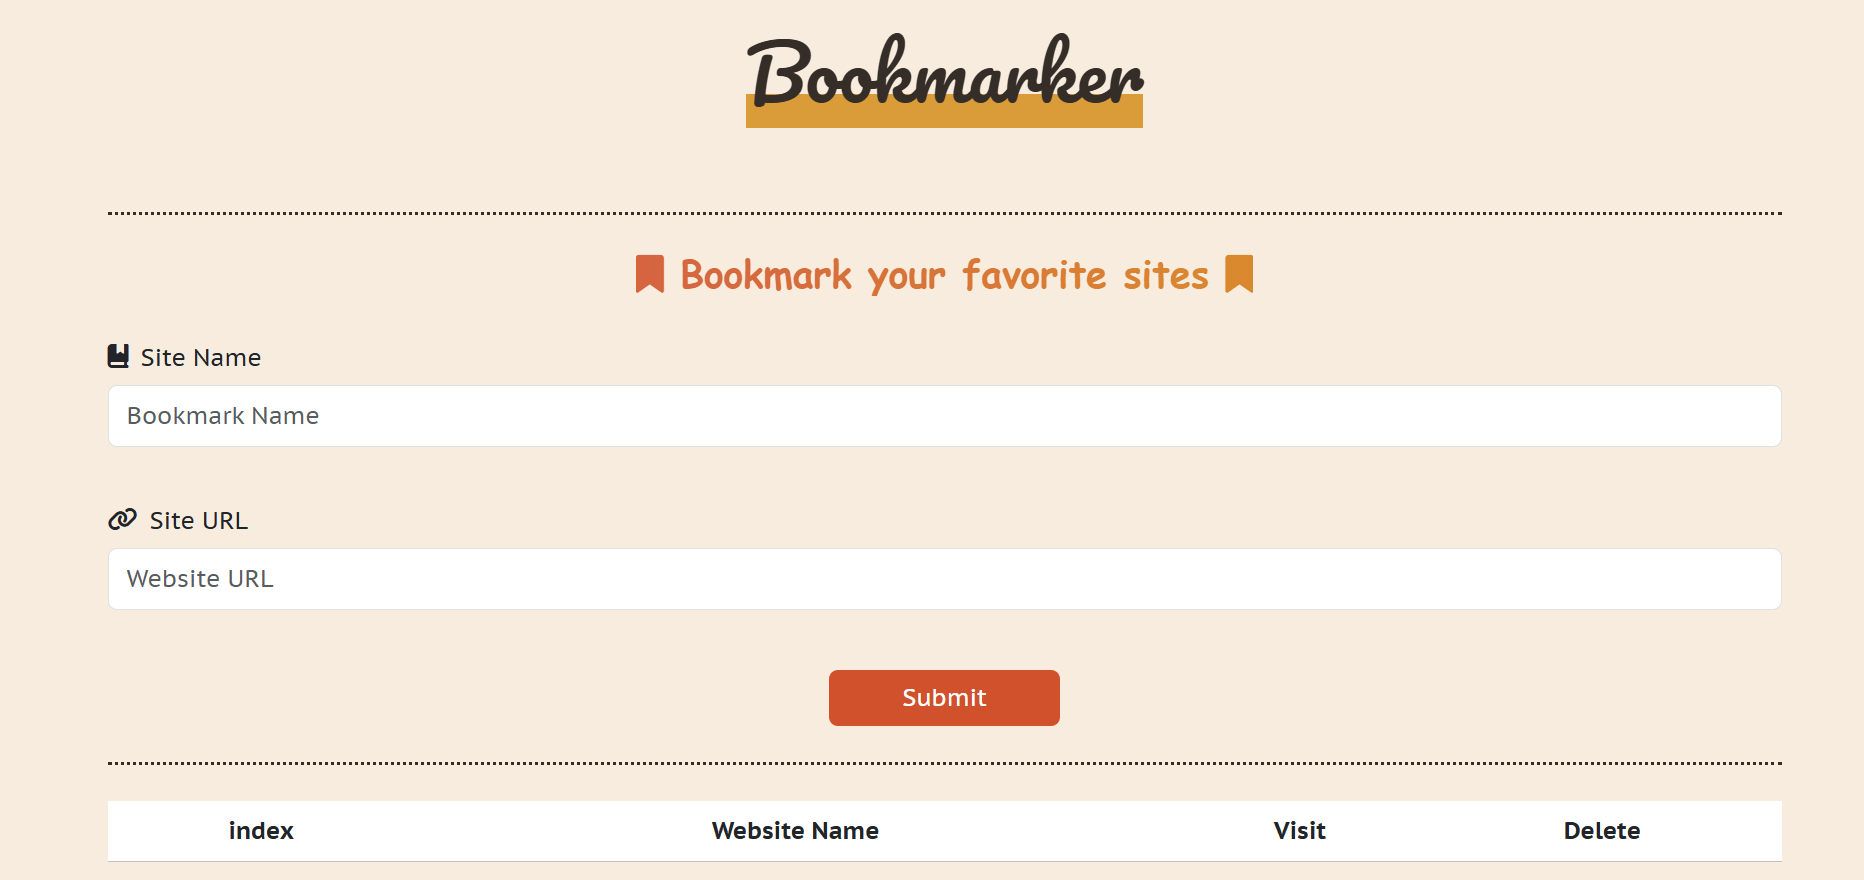 Bookmarker
Bookmark your favorite sites
Site Name
Bookmark Name
Site URL
Website URL
Submit
index Website Name Visit Delete